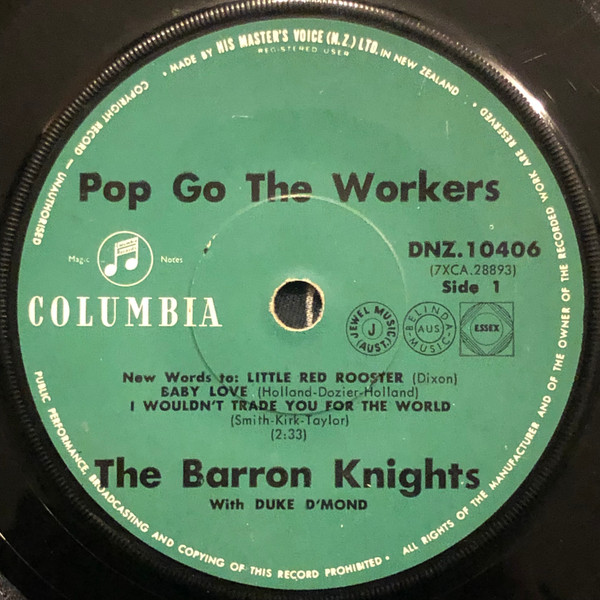 • MADE BY HIS MASTER'S VOICE (N.Z.) LTD. IN NEW ZEALAND •
REGISTERED USER
COPYRIGHT RECORD — UNAUTHORISED
PUBLIC PERFORMANCE, BROADCASTING AND COPYING OF THIS RECORD PROHIBITED •
ALL RIGHTS OF THE MANUFACTURER AND OF THE OWNER OF THE RECORDED WORK ARE RESERVED
Pop Go The Workers
Magic Notes
COLUMBIA
DNZ.10406
(7XCA.28893)
Side 1
JEWEL MUSIC J (AUST.)
BELINDA AUS MUSIC
ESSEX
New Words to: LITTLE RED ROOSTER (Dixon)
BABY LOVE (Holland-Dozier-Holland)
I WOULDN'T TRADE YOU FOR THE WORLD
(Smith-Kirk-Taylor)
(2:33)
The Barron Knights
With DUKE D'MOND